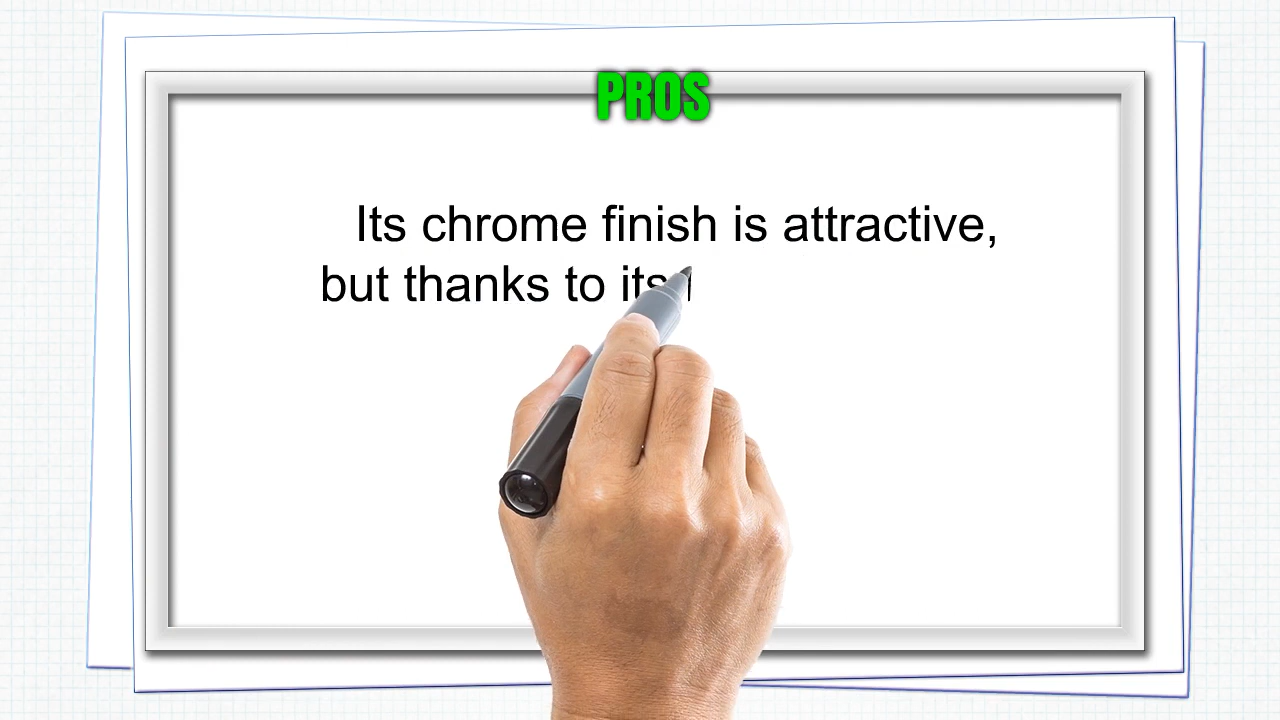 PROS
Its chrome finish is attractive,
but thanks to its